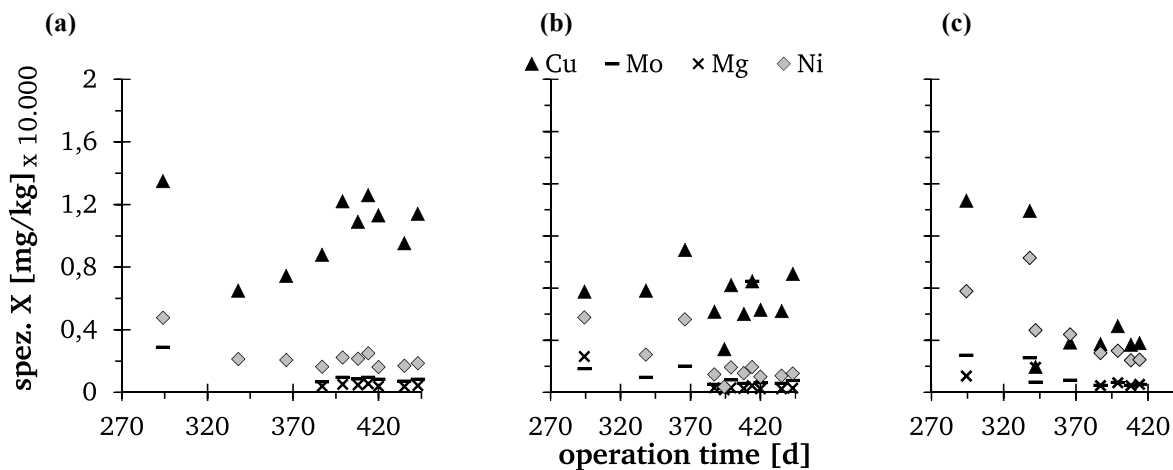 (a) (b) (c)
Cu Mo Mg Ni
2
1,6
1,2
0,8
0,4
0
spez. X [mg/kg] x 10.000
270 320 370 420 270 320 370 420 270 320 370 420
operation time [d]